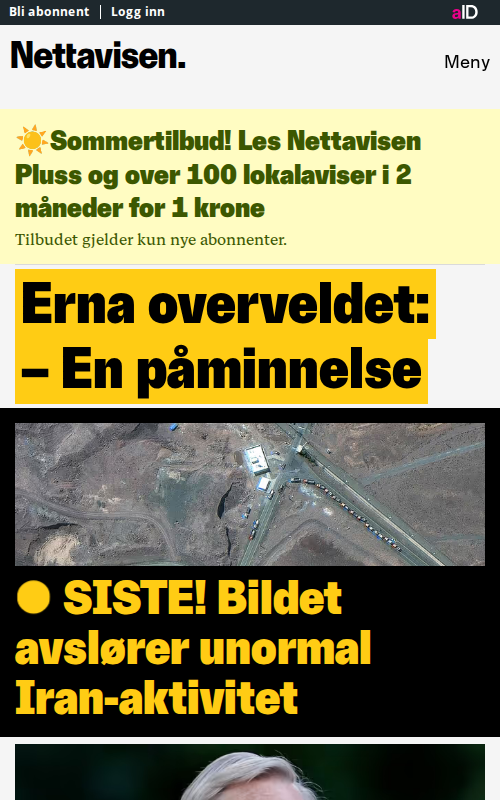 Bli abonnent
Logg inn
aID
Nettavisen.
Meny
☀️Sommertilbud! Les Nettavisen
Pluss og over 100 lokalaviser i 2
måneder for 1 krone
Tilbudet gjelder kun nye abonnenter.
Erna overveldet:
– En påminnelse
SISTE! Bildet
avslører unormal
Iran-aktivitet